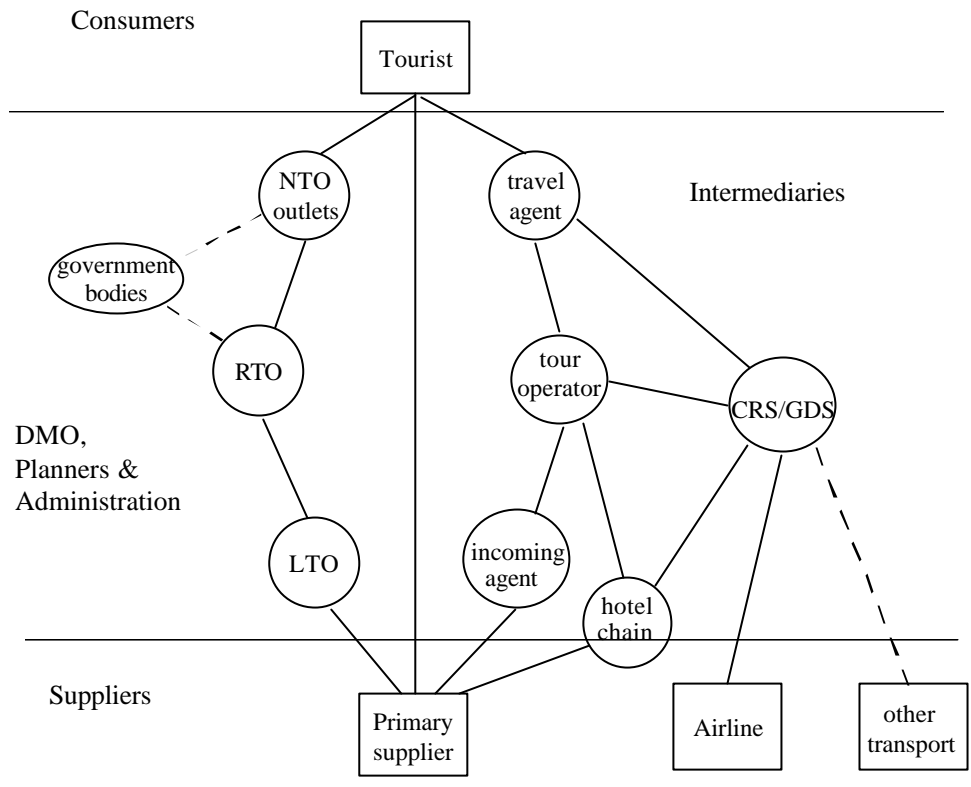 Consumers
Tourist
NTO
outlets
travel
agent
Intermediaries
government
bodies
RTO
tour
operator
CRS/GDS
DMO,
Planners &
Administration
LTO
incoming
agent
hotel
chain
Suppliers
Primary
supplier
Airline
other
transport